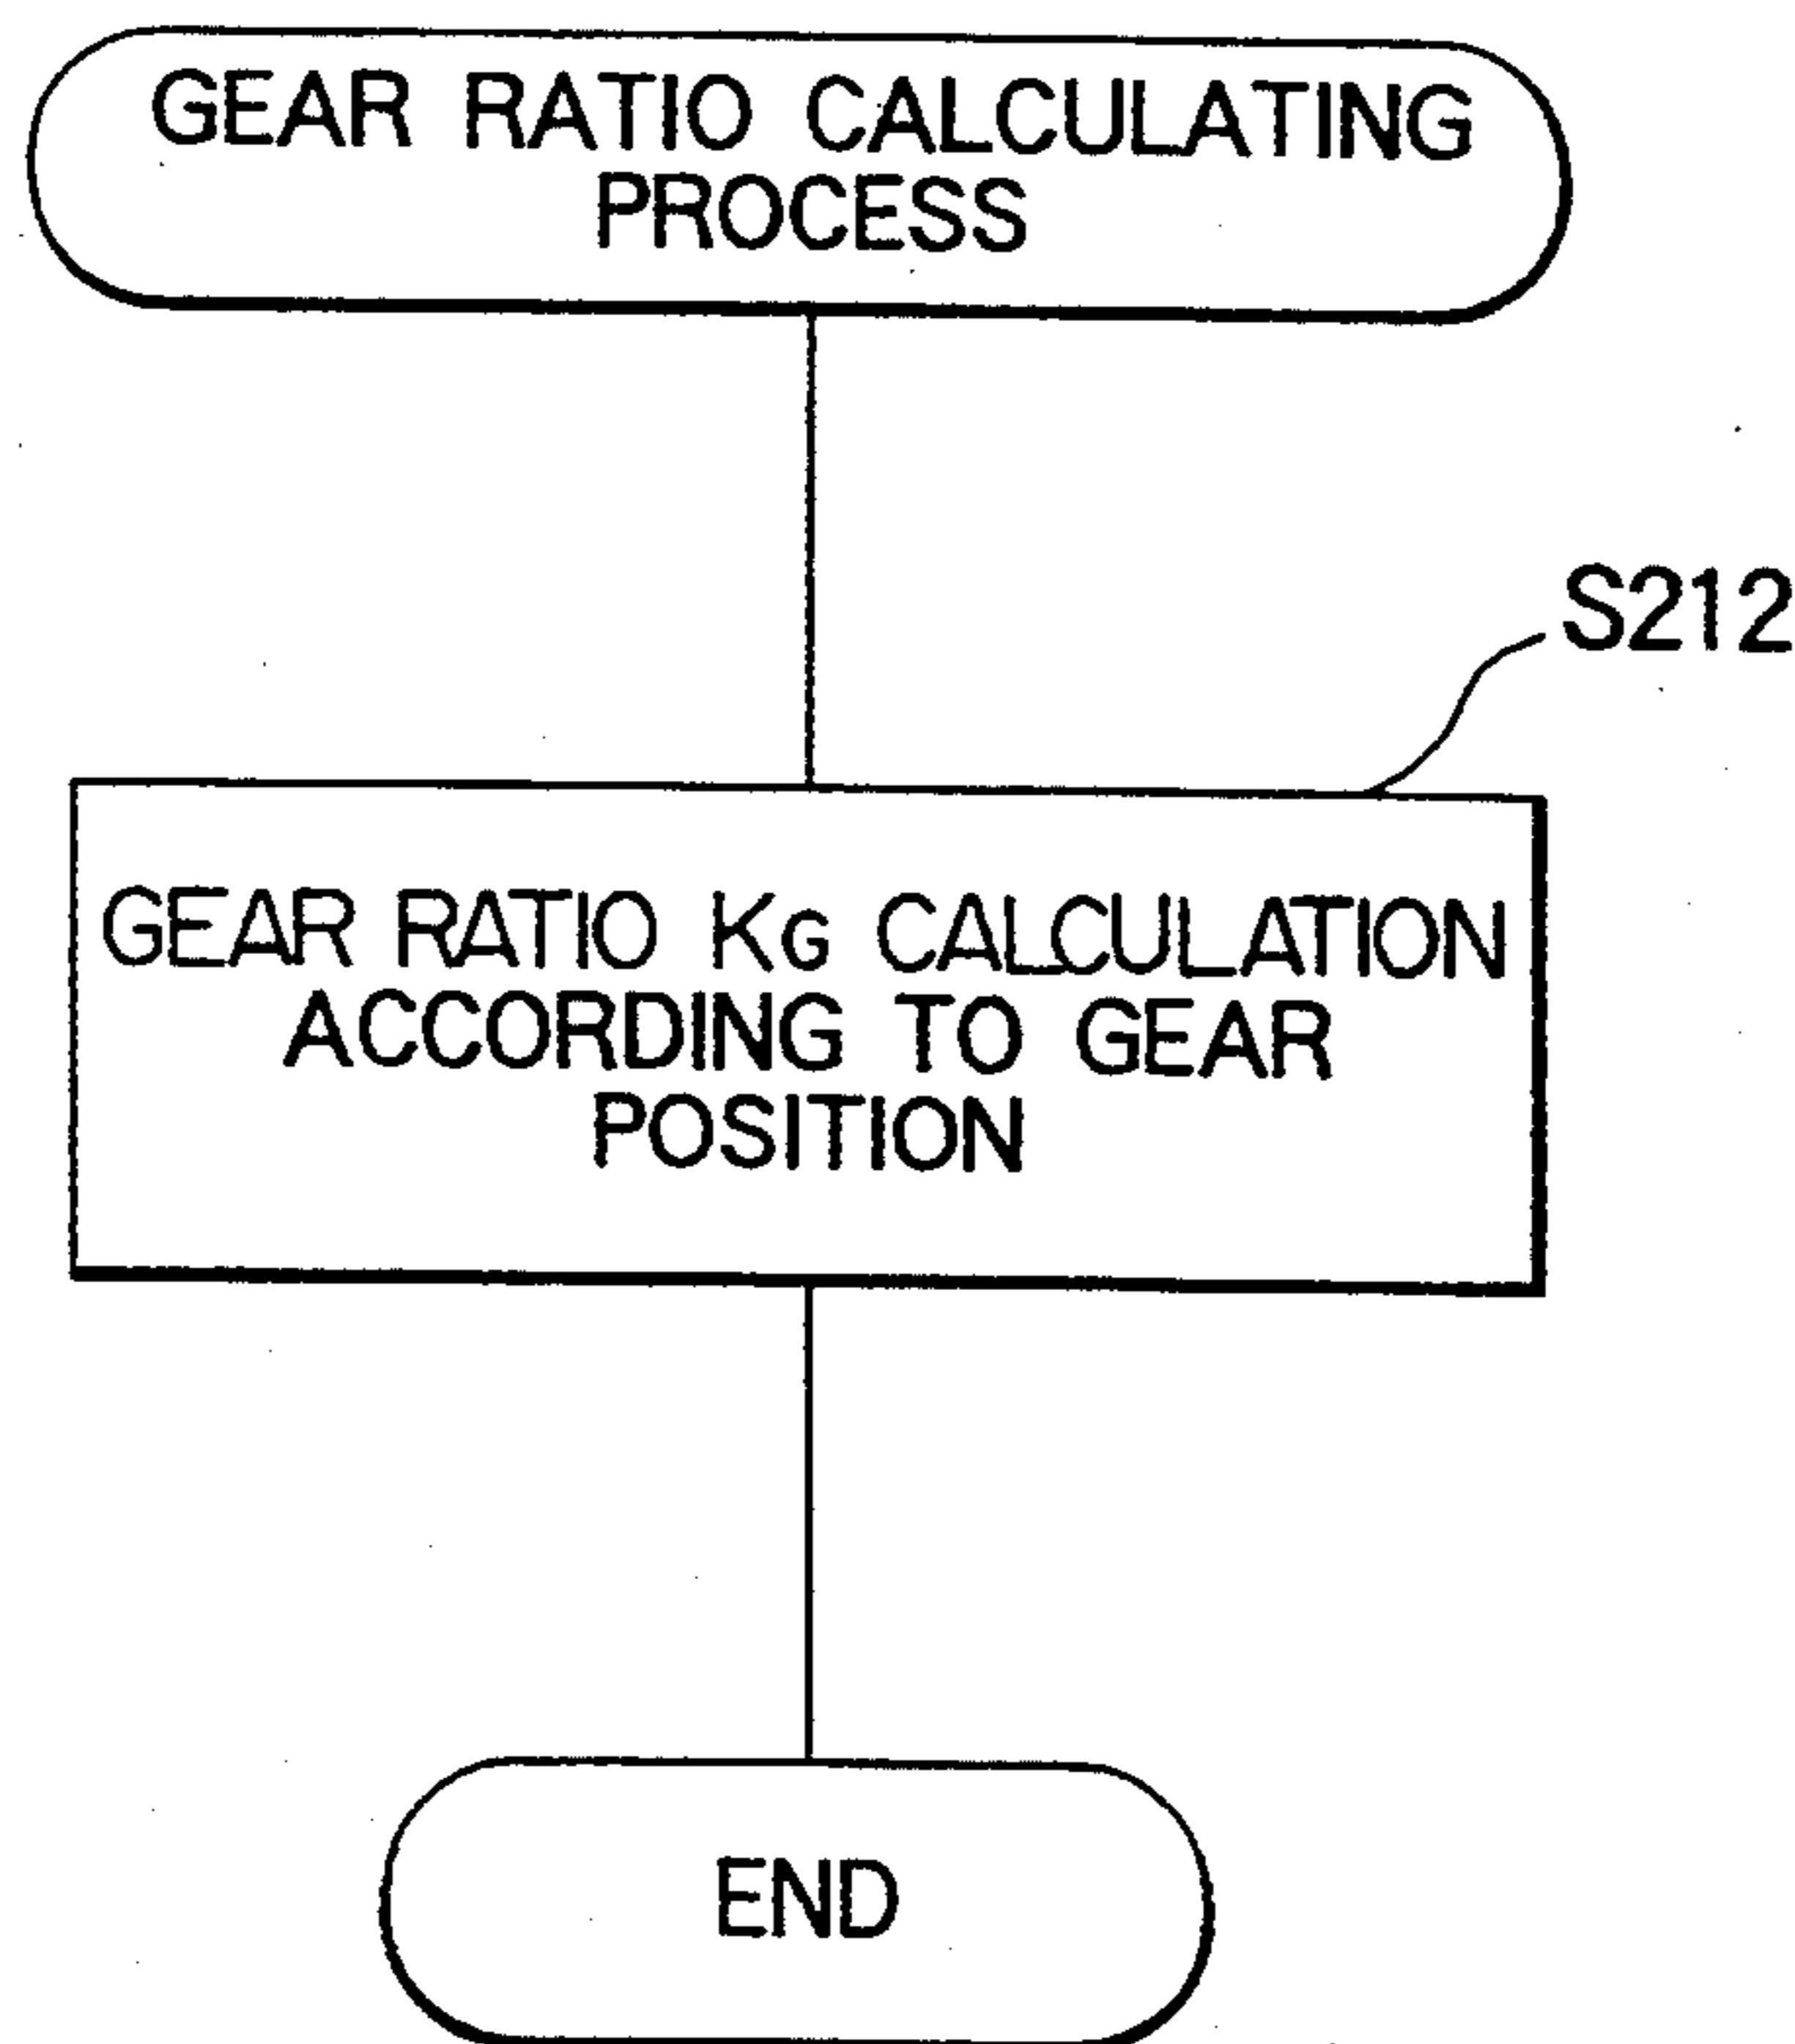 GEAR RATIO CALCULATING
PROCESS
S212
GEAR RATIO KG CALCULATION
ACCORDING TO GEAR
POSITION
END